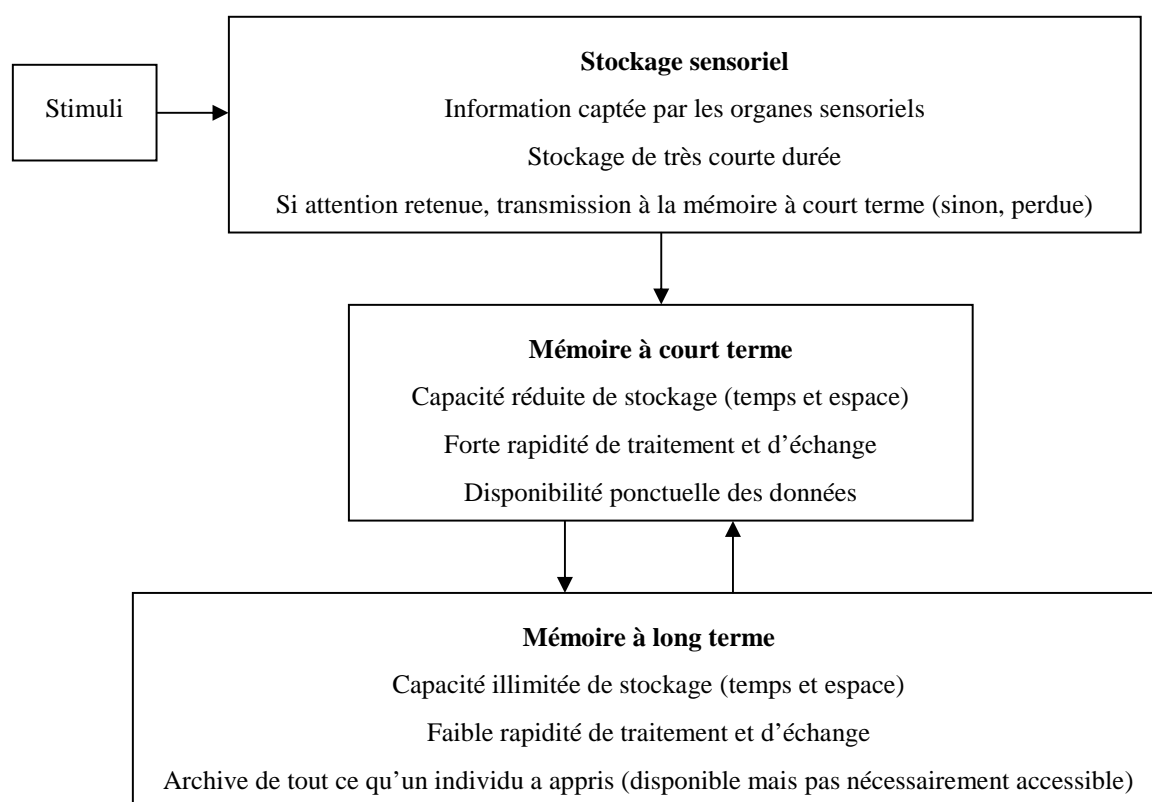 Stimuli
Stockage sensoriel
Information captée par les organes sensoriels
Stockage de très courte durée
Si attention retenue, transmission à la mémoire à court terme (sinon, perdue)
Mémoire à court terme
Capacité réduite de stockage (temps et espace)
Forte rapidité de traitement et d’échange
Disponibilité ponctuelle des données
Mémoire à long terme
Capacité illimitée de stockage (temps et espace)
Faible rapidité de traitement et d’échange
Archive de tout ce qu’un individu a appris (disponible mais pas nécessairement accessible)